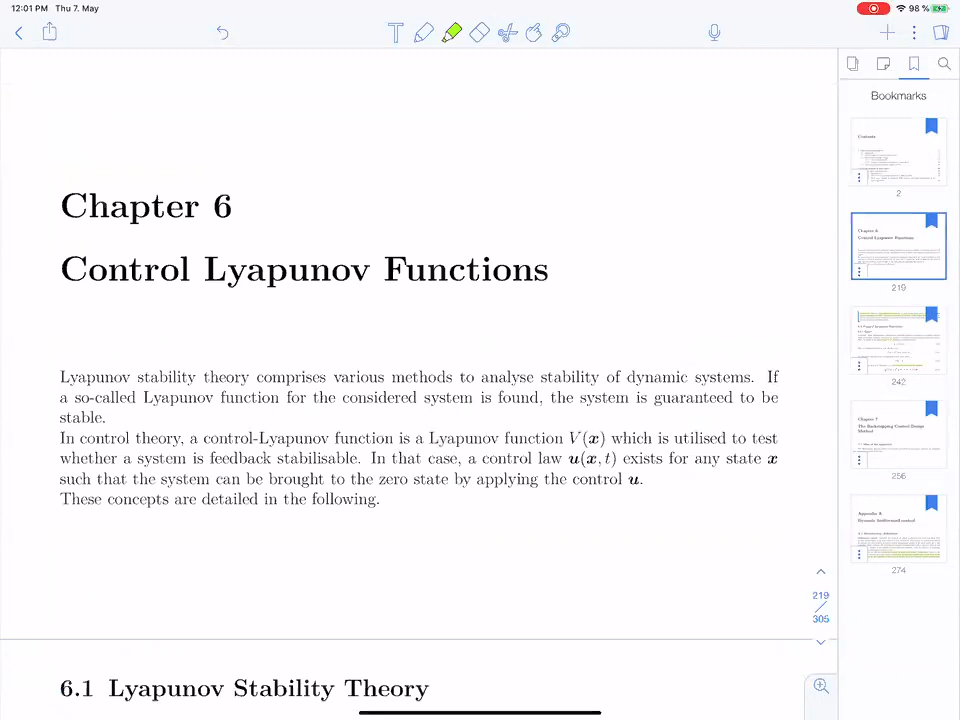 12:01 PM Thu 7. May
98 %
Bookmarks
Contents
2
Chapter 6
Control Lyapunov Functions
219
242
Chapter 7
The Backstepping Control Design
Method
256
274
Chapter 6
Control Lyapunov Functions
Lyapunov stability theory comprises various methods to analyse stability of dynamic systems. If
a so-called Lyapunov function for the considered system is found, the system is guaranteed to be
stable.
In control theory, a control-Lyapunov function is a Lyapunov function V(x) which is utilised to test
whether a system is feedback stabilisable. In that case, a control law u(x, t) exists for any state x
such that the system can be brought to the zero state by applying the control u.
These concepts are detailed in the following.
219
305
6.1 Lyapunov Stability Theory